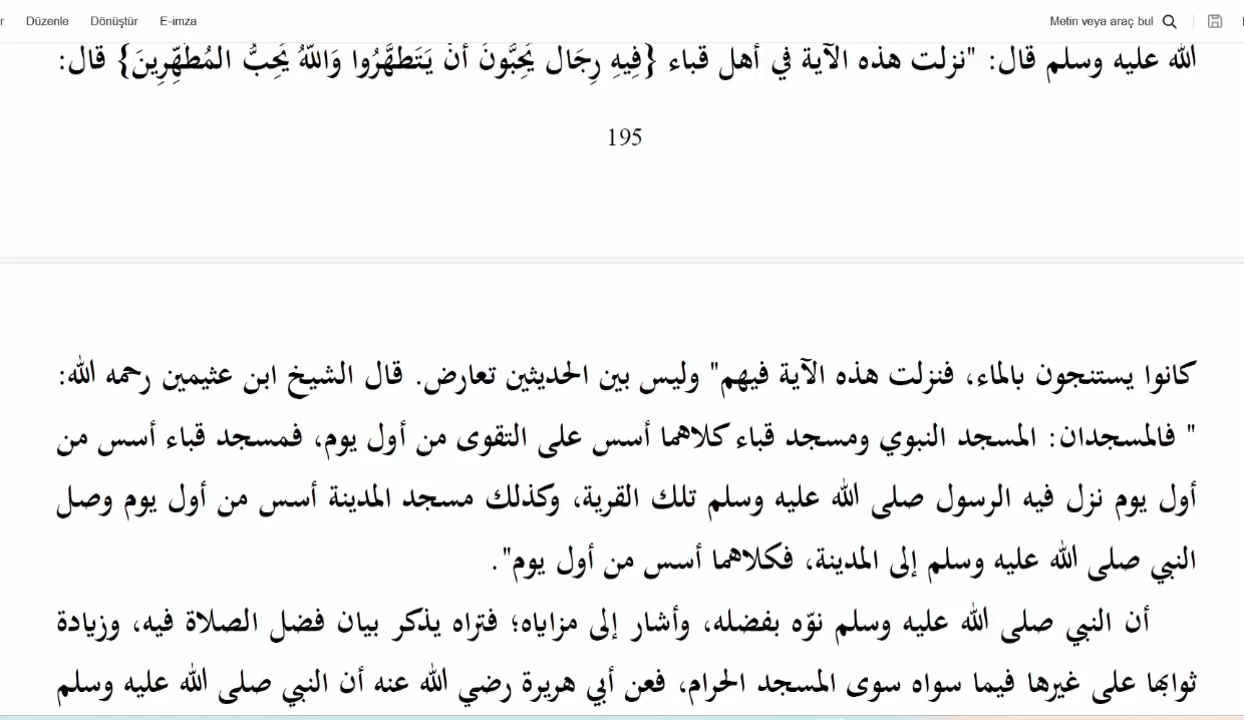 Düzenle Dönüştür E-imza Metin veya araç bul
الله عليه وسلم قال: "نزلت هذه الآية في أهل قباء {فِيهِ رِجَال يُحِبُّونَ أَنْ يَتَطهَّرُوا وَاللّهُ يُحِبُّ المُطهِّرِينَ} قال:
195
كانوا يستنجون بالماء، فنزلت هذه الآية فيهم" وليس بين الحديثين تعارض. قال الشيخ ابن عثيمين رحمه الله:
" فالمسجدان: المسجد النبوي ومسجد قباء كلاهما أسس على التقوى من أول يوم، فمسجد قباء أسس من
أول يوم نزل فيه الرسول صلى الله عليه وسلم تلك القرية، وكذلك مسجد المدينة أسس من أول يوم وصل
النبي صلى الله عليه وسلم إلى المدينة، فكلاهما أسس من أول يوم".
أن النبي صلى الله عليه وسلم نوّه بفضله، وأشار إلى مزاياه؛ فتراه يذكر بيان فضل الصلاة فيه، وزيادة
ثوابها على غيرها فيما سواه سوى المسجد الحرام، فعن أبي هريرة رضي الله عنه أن النبي صلى الله عليه وسلم